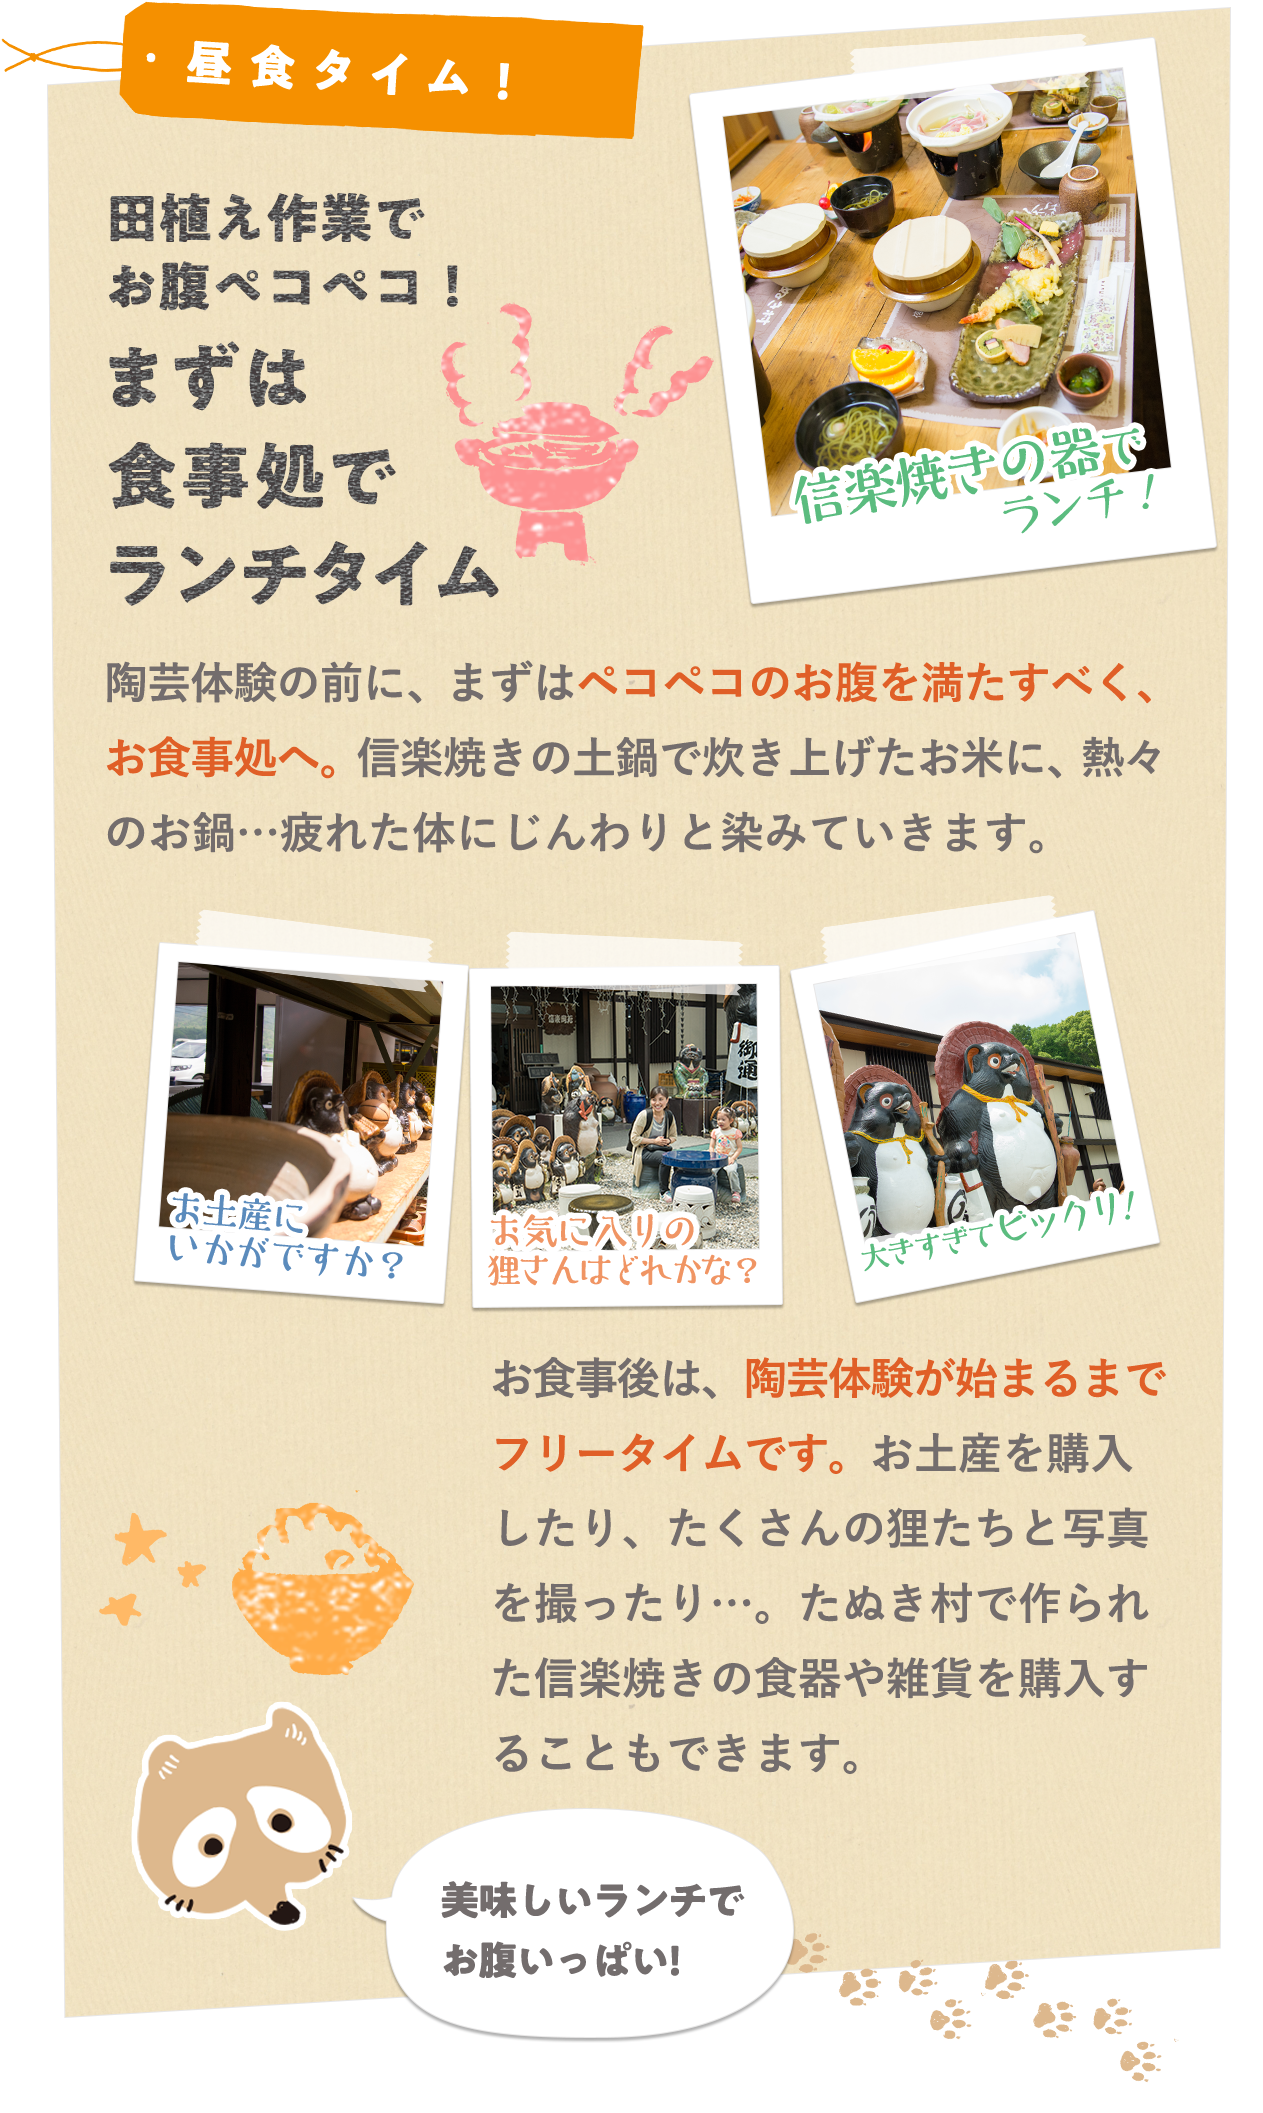 ・昼食タイム！
田植え作業で
お腹ペコペコ！
まずは
食事処で
ランチタイム
信楽焼きの器で
ランチ！
陶芸体験の前に、まずはペコペコのお腹を満たすべく、
お食事処へ。信楽焼きの土鍋で炊き上げたお米に、熱々
のお鍋…疲れた体にじんわりと染みていきます。
お土産に
いかがですか？
御
通
お気に入りの
狸さんはどれかな？
大きすぎてビックリ！
お食事後は、陶芸体験が始まるまで
フリータイムです。お土産を購入
したり、たくさんの狸たちと写真
を撮ったり…。たぬき村で作られ
た信楽焼きの食器や雑貨を購入す
ることもできます。
美味しいランチで
お腹いっぱい!